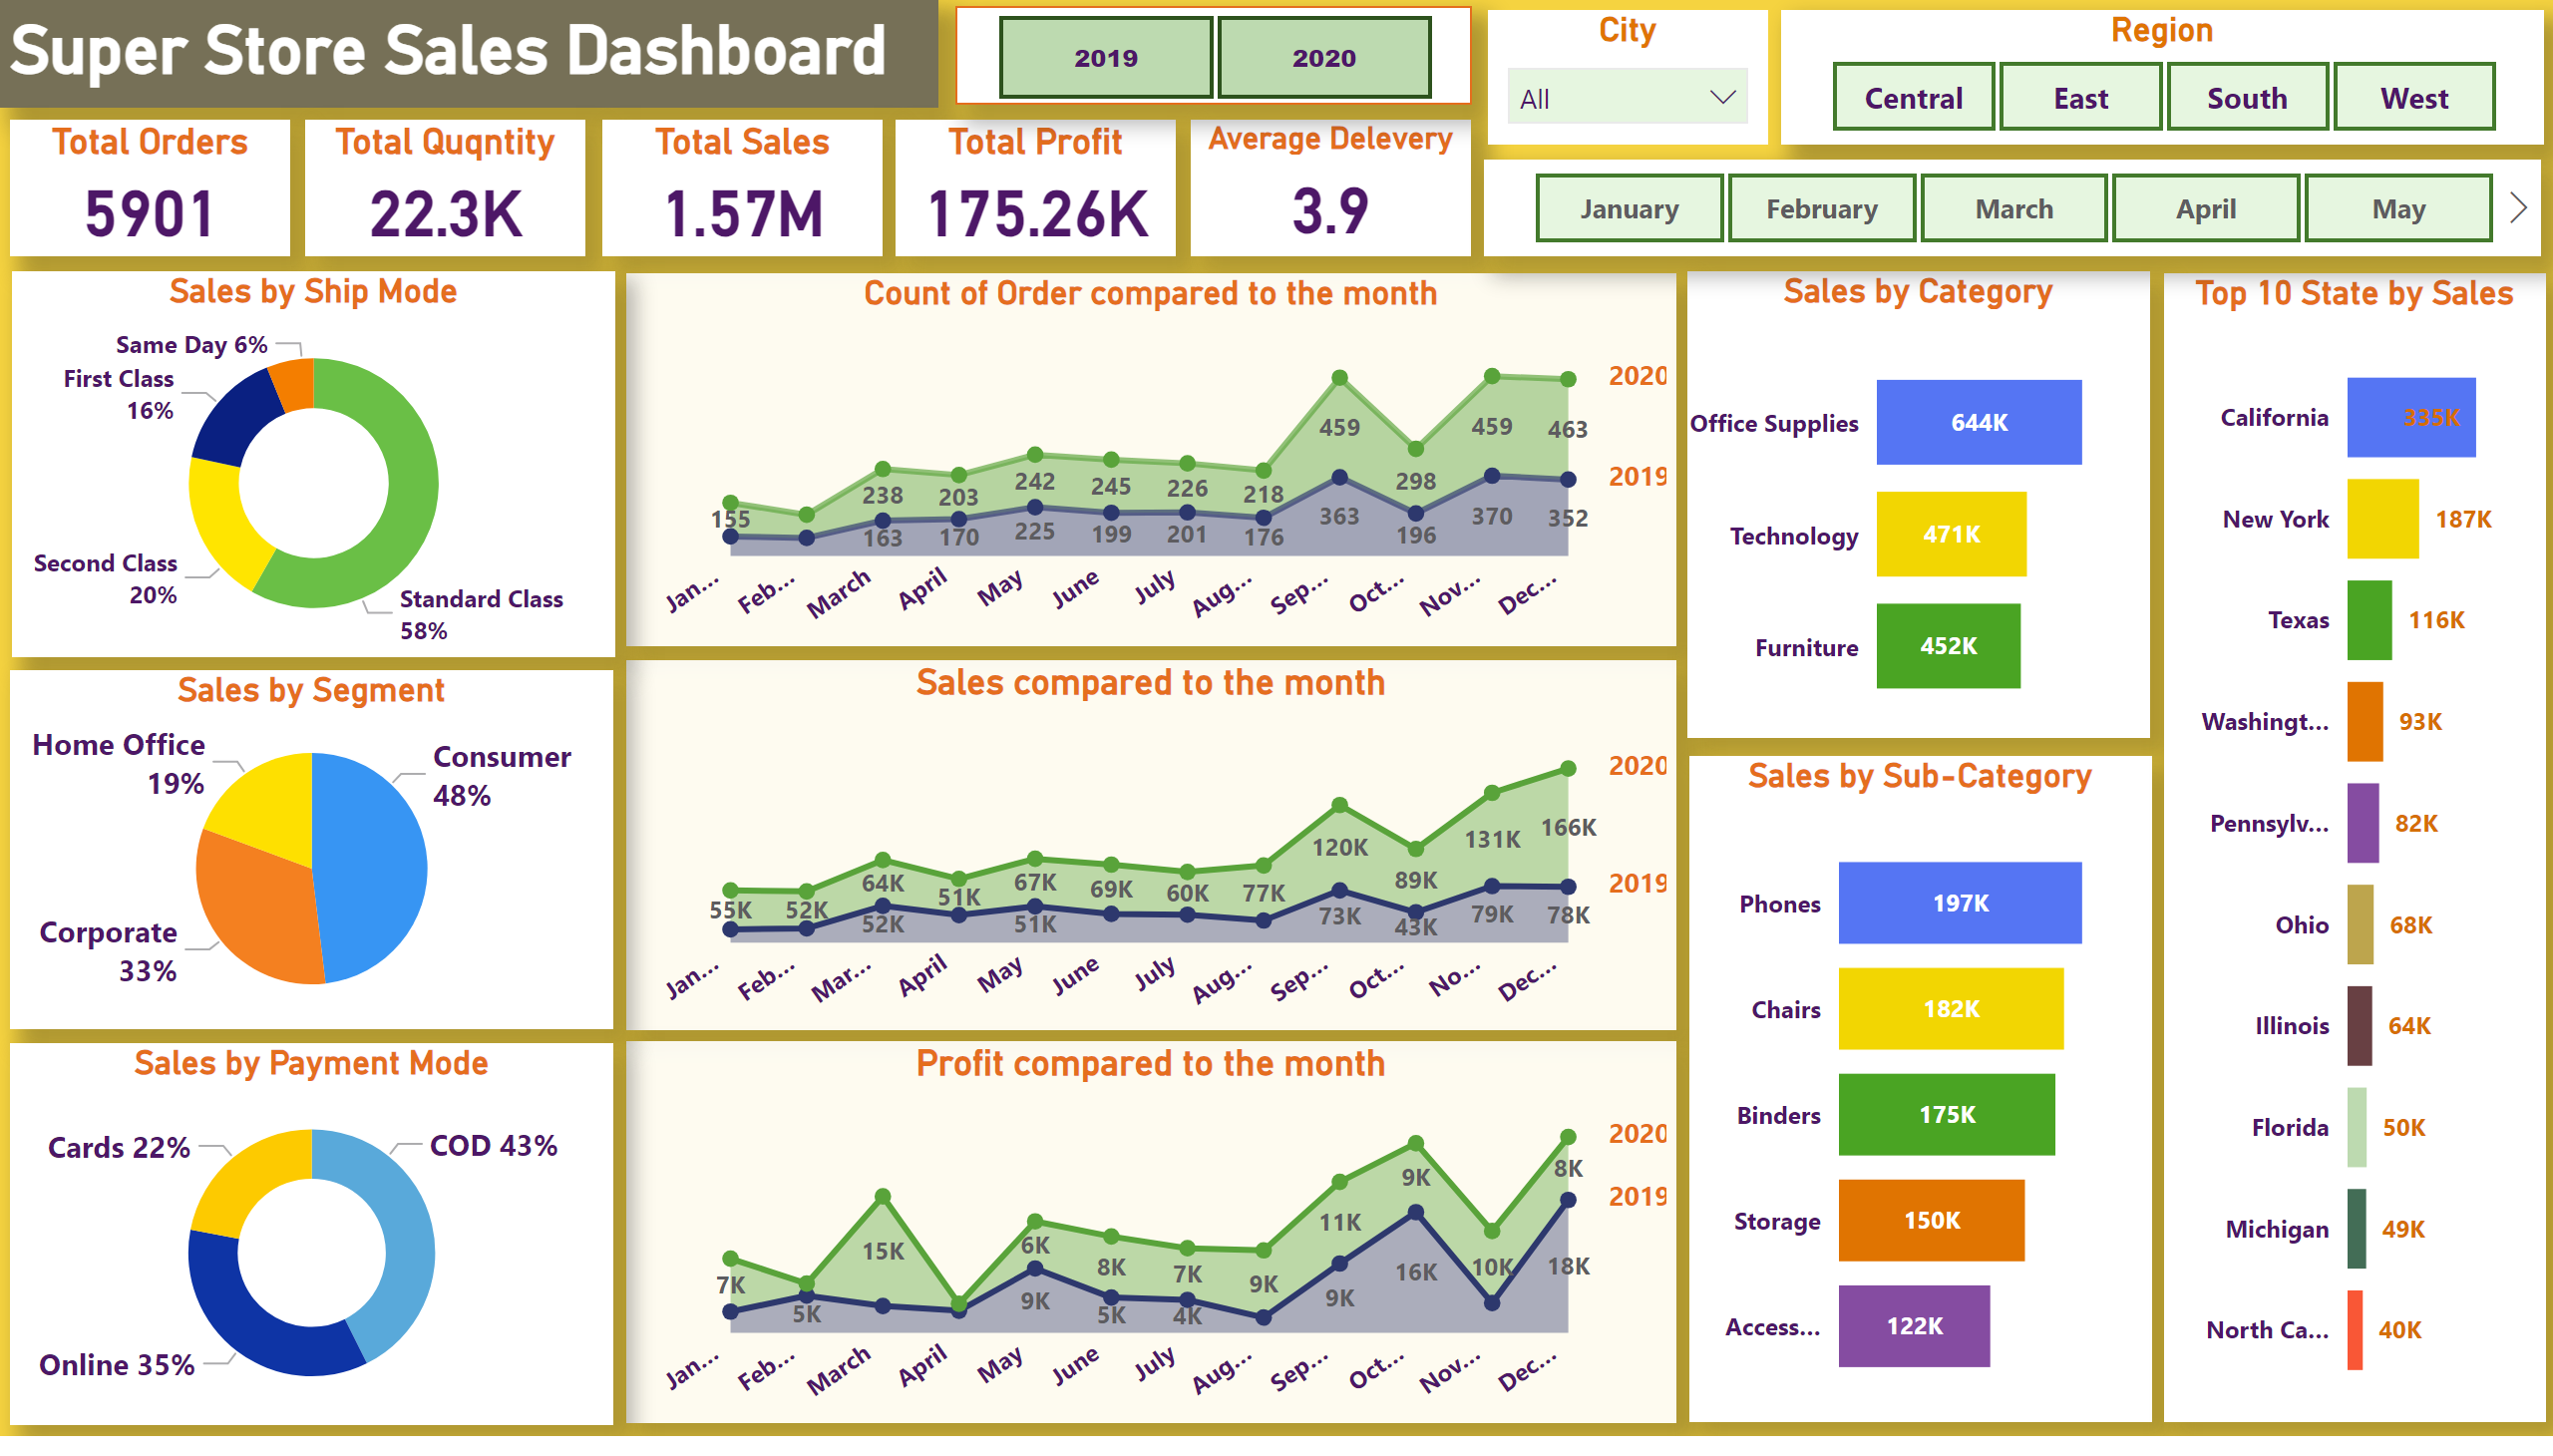 Super Store Sales Dashboard
2019
2020
City
All
Region
Central
East
South
West
Total Orders
5901
Total Quqntity
22.3K
Total Sales
1.57M
Total Profit
175.26K
Average Delevery
3.9
January
February
March
April
May
Sales by Ship Mode
Same Day 6%
First Class
16%
Second Class
20%
Standard Class
58%
Count of Order compared to the month
2020
2019
459
459
463
155
238
203
242
245
226
218
298
163
170
225
199
201
176
363
196
370
352
Jan...
Feb...
March
April
May
June
July
Aug...
Sep...
Oct...
Nov...
Dec...
Sales by Category
Office Supplies
644K
Technology
471K
Furniture
452K
Top 10 State by Sales
California
335K
New York
187K
Texas
116K
Washingt...
93K
Pennsylv...
82K
Ohio
68K
Illinois
64K
Florida
50K
Michigan
49K
North Ca...
40K
Sales by Segment
Home Office
19%
Consumer
48%
Corporate
33%
Sales compared to the month
2020
2019
55K
52K
64K
51K
67K
69K
60K
77K
120K
89K
131K
166K
52K
51K
73K
43K
79K
78K
Jan...
Feb...
Mar...
April
May
June
July
Aug...
Sep...
Oct...
No...
Dec...
Sales by Sub-Category
Phones
197K
Chairs
182K
Binders
175K
Storage
150K
Access...
122K
Sales by Payment Mode
Cards 22%
COD 43%
Online 35%
Profit compared to the month
2020
2019
7K
15K
6K
8K
7K
9K
11K
9K
10K
8K
5K
9K
5K
4K
9K
16K
18K
Jan...
Feb...
March
April
May
June
July
Aug...
Sep...
Oct...
Nov...
Dec...